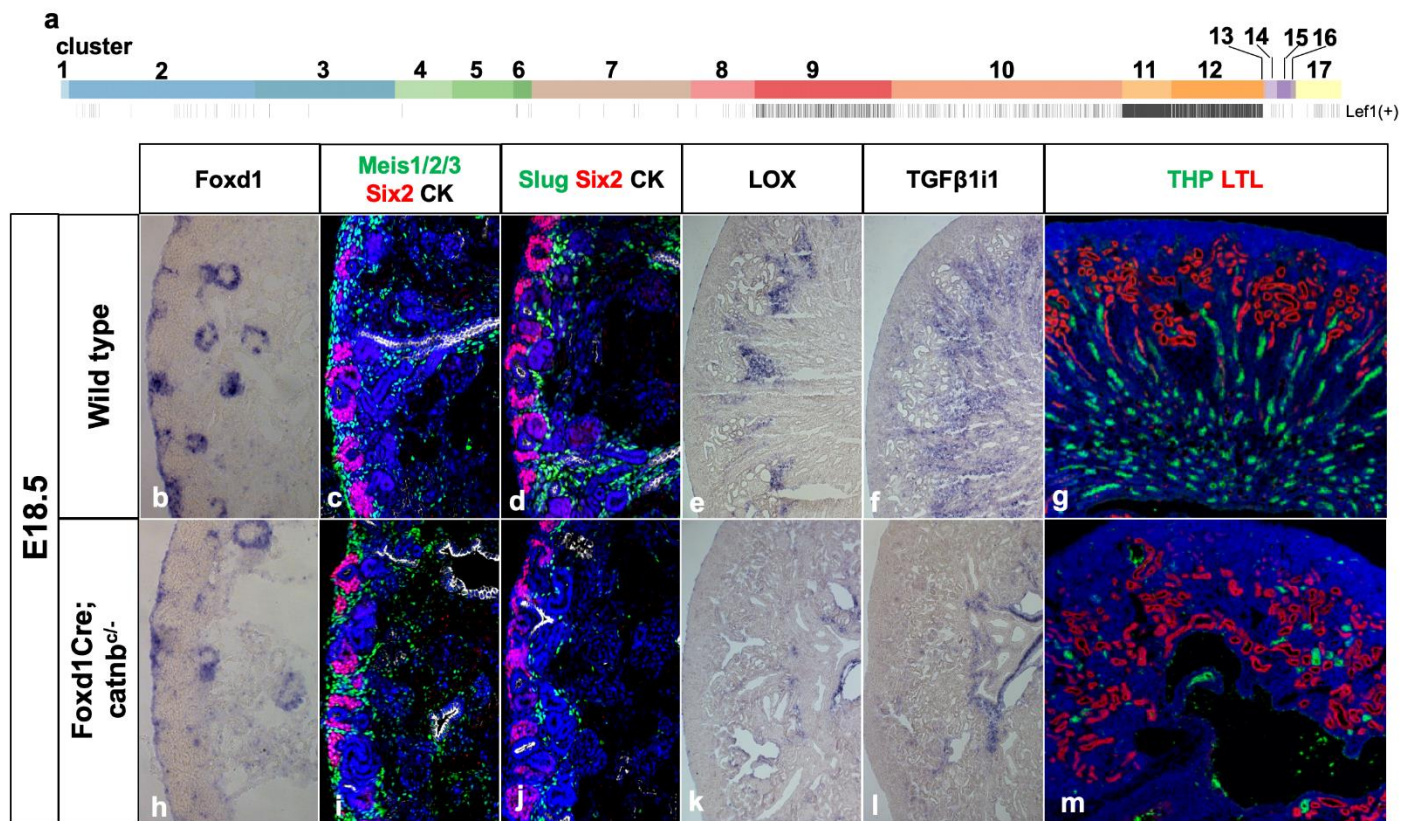 a
cluster
1 2 3 4 5 6 7 8 9 10 11 12 13 14 15 16 17
Lef1(+)
Foxd1
Meis1/2/3
Six2 CK
Slug Six2 CK
LOX
TGFβ1i1
THP LTL
E18.5
Wild type
b c d e f g
Foxd1Cre;
catnbc/-
h i j k l m